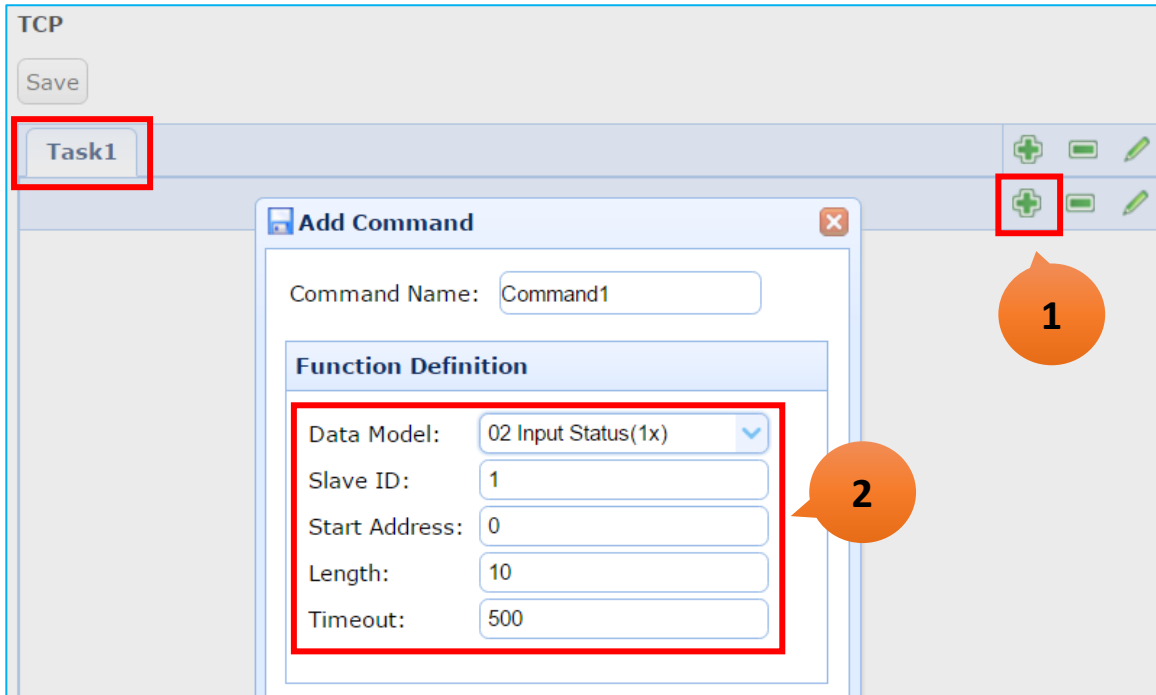 TCP
Save
Task1
Add Command
Command Name: Command1
1
Function Definition
Data Model: 02 Input Status(1x)
Slave ID: 1
2
Start Address: 0
Length: 10
Timeout: 500